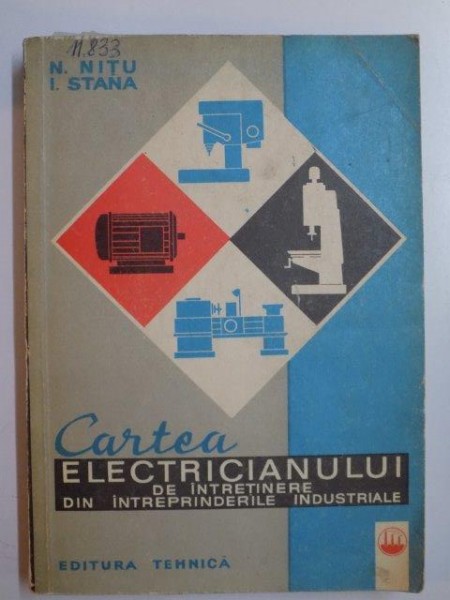 11.833
N. NIȚU
I. STANA
Cartea
ELECTRICIANULUI
DE ÎNTREȚINERE
DIN ÎNTREPRINDERILE INDUSTRIALE
EDITURA TEHNICĂ